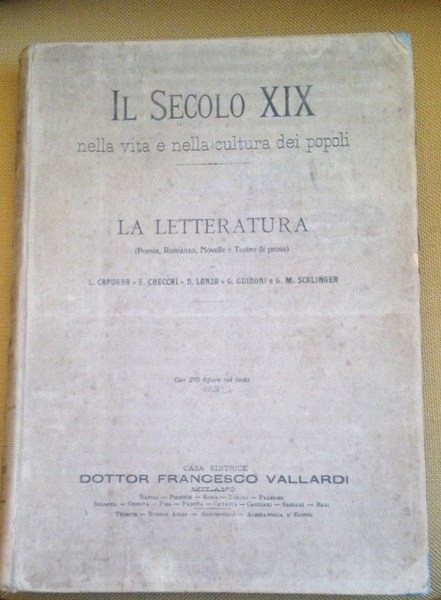 IL SECOLO XIX
nella vita e nella cultura dei popoli
LA LETTERATURA
(Poesia, Romanzo, Novelle e Teatro di prosa)
L. CAPUANA - E. CHECCHI - D. LANZA - G. GUIDONI e G. M. SCALINGER
Con 210 figure nel testo
CASA EDITRICE
DOTTOR FRANCESCO VALLARDI
MILANO
NAPOLI — FIRENZE — ROMA — TORINO — PALERMO
BOLOGNA — GENOVA — PISA — PADOVA — CATANIA — CAGLIARI — SASSARI — BARI
TRIESTE — BUENOS AIRES — MONTEVIDEO — ALESSANDRIA D'EGITTO